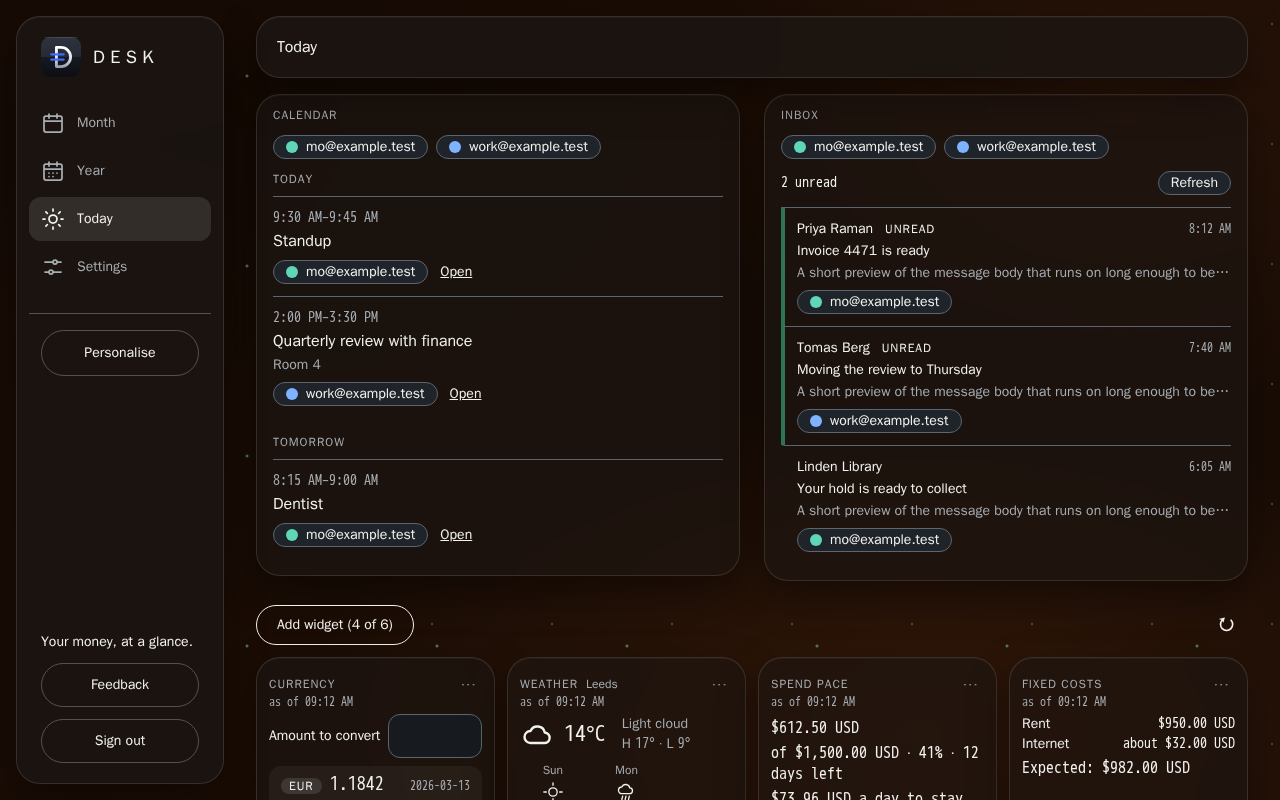 DESK
Month
Year
Today
Settings
Personalise
Your money, at a glance.
Feedback
Sign out
Today
CALENDAR
mo@example.test work@example.test
TODAY
9:30 AM–9:45 AM
Standup
mo@example.test Open
2:00 PM–3:30 PM
Quarterly review with finance
Room 4
work@example.test Open
TOMORROW
8:15 AM–9:00 AM
Dentist
mo@example.test Open
INBOX
mo@example.test work@example.test
2 unread Refresh
Priya Raman UNREAD 8:12 AM
Invoice 4471 is ready
A short preview of the message body that runs on long enough to be…
mo@example.test
Tomas Berg UNREAD 7:40 AM
Moving the review to Thursday
A short preview of the message body that runs on long enough to be…
work@example.test
Linden Library 6:05 AM
Your hold is ready to collect
A short preview of the message body that runs on long enough to be…
mo@example.test
Add widget (4 of 6)
CURRENCY
as of 09:12 AM
Amount to convert
EUR 1.1842 2026-03-13
WEATHER Leeds
as of 09:12 AM
14°C Light cloud
H 17° · L 9°
Sun Mon
SPEND PACE
as of 09:12 AM
$612.50 USD
of $1,500.00 USD · 41% · 12
days left
$73.96 USD a day to stay
FIXED COSTS
as of 09:12 AM
Rent $950.00 USD
Internet about $32.00 USD
Expected: $982.00 USD